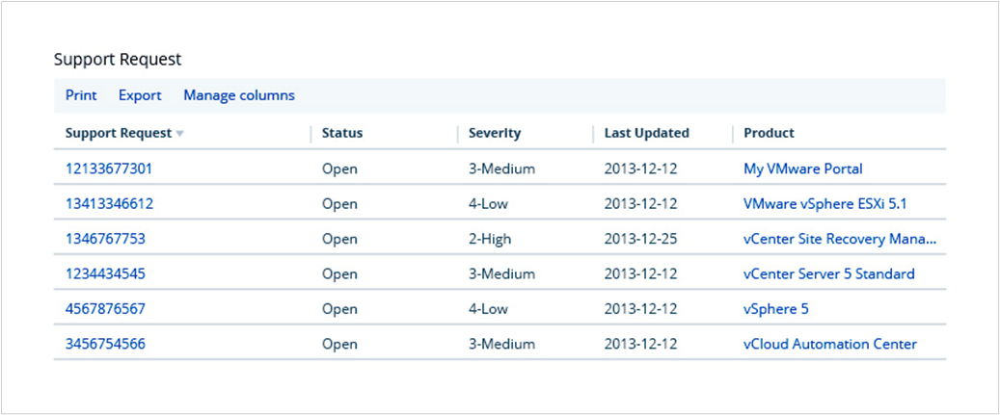 Support Request
Print Export Manage columns
Support Request Status Severity Last Updated Product
12133677301 Open 3-Medium 2013-12-12 My VMware Portal
13413346612 Open 4-Low 2013-12-12 VMware vSphere ESXi 5.1
1346767753 Open 2-High 2013-12-25 vCenter Site Recovery Mana...
1234434545 Open 3-Medium 2013-12-12 vCenter Server 5 Standard
4567876567 Open 4-Low 2013-12-12 vSphere 5
3456754566 Open 3-Medium 2013-12-12 vCloud Automation Center